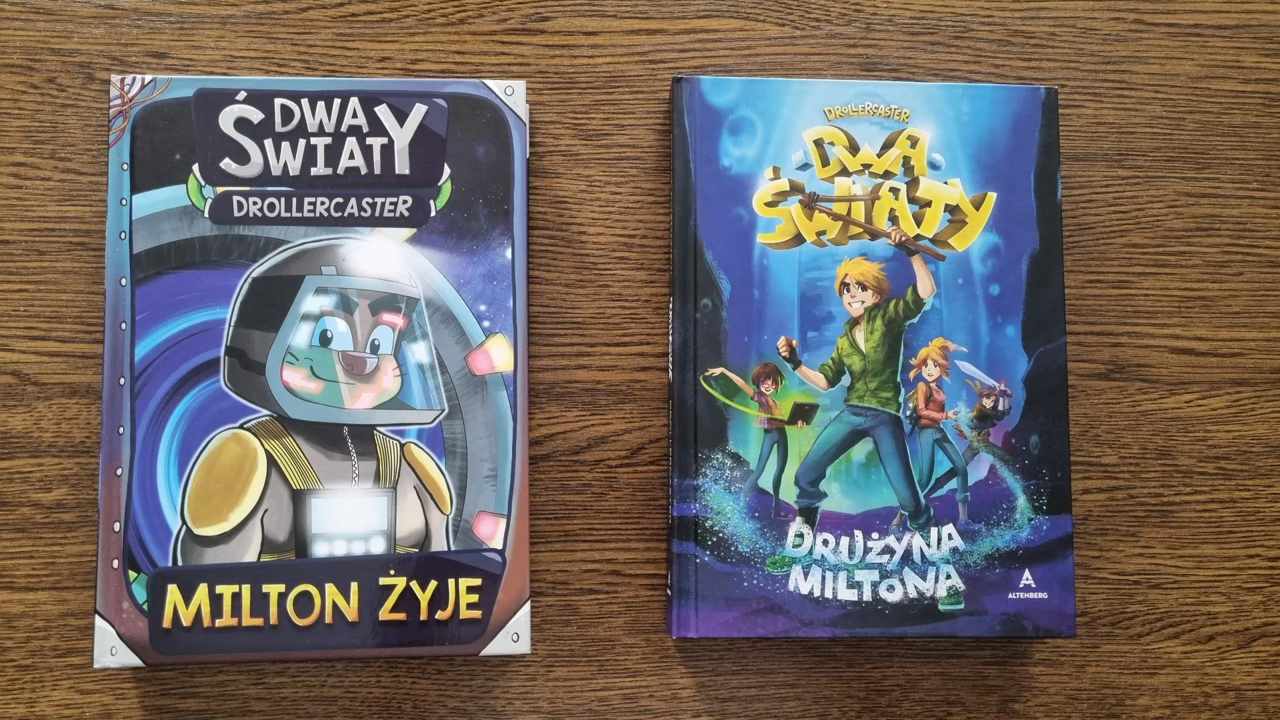 DWA
ŚWIATY
DROLLERCASTER
MILTON ŻYJE
DROLLERCASTER
DWA
ŚWIATY
DRUŻYNA
MILTONA
A
ALTENBERG